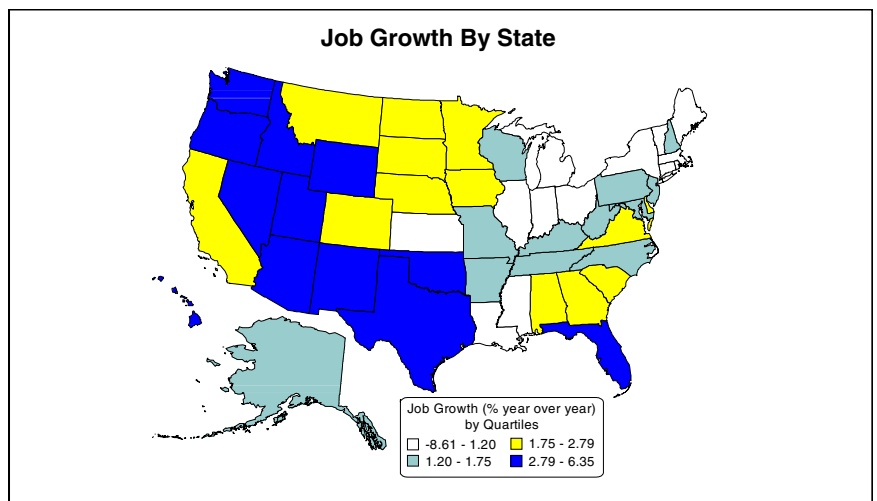 Job Growth By State
Job Growth (% year over year)
by Quartiles
-8.61 - 1.20
1.75 - 2.79
1.20 - 1.75
2.79 - 6.35